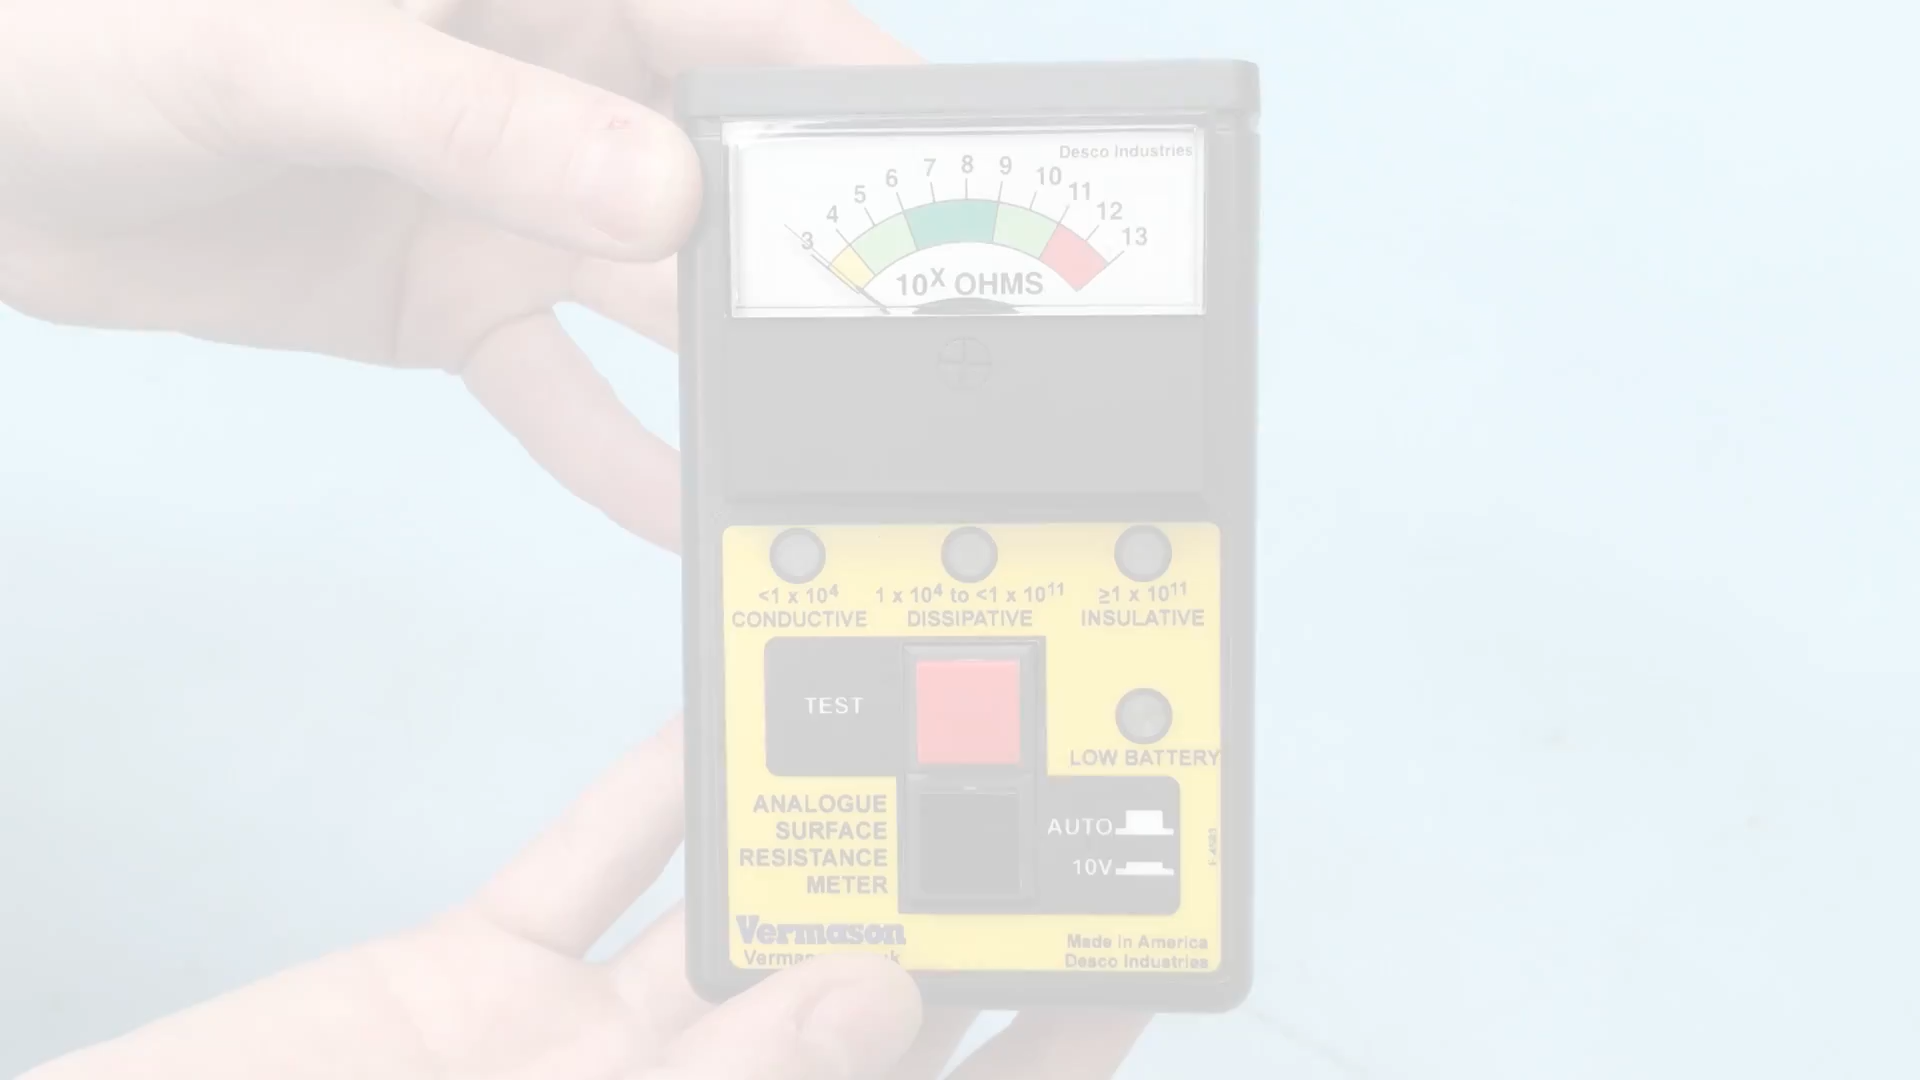 Desco Industries
3 4 5 6 7 8 9 10 11 12 13
10ˣ OHMS
<1 x 10⁴
CONDUCTIVE
1 x 10⁴ to <1 x 10¹¹
DISSIPATIVE
≥1 x 10¹¹
INSULATIVE
TEST
LOW BATTERY
ANALOGUE
SURFACE
RESISTANCE
METER
AUTO
10V
Vermason
Made in America
Desco Industries